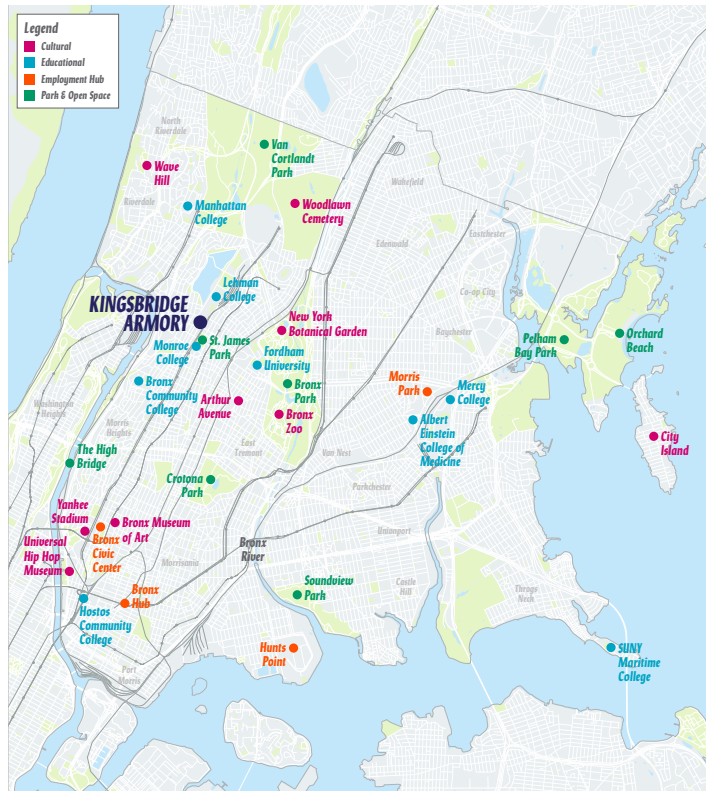 Legend
Cultural
Educational
Employment Hub
Park & Open Space
North
Riverdale
Van
Cortlandt
Park
Wave
Hill
Wakefield
Riverdale
Manhattan
College
Woodlawn
Cemetery
Eastchester
Edenwald
Lehman
College
Co-op City
KINGSBRIDGE
ARMORY
New York
Botanical Garden
Baychester
Orchard
Beach
Pelham
Bay Park
Monroe
College
St. James
Park
Fordham
University
Bronx
Community
College
Bronx
Park
Morris
Park
Mercy
College
Arthur
Avenue
Washington
Heights
Bronx
Zoo
Albert
Einstein
College of
Medicine
Morris
Heights
City
Island
East
Tremont
Van Nest
The High
Bridge
Crotona
Park
Parkchester
Yankee
Stadium
Bronx Museum
of Art
Bronx
Civic
Center
Unionport
Universal
Hip Hop
Museum
Bronx
River
Morrisania
Castle
Hill
Throgs
Neck
Bronx
Hub
Soundview
Park
Hostos
Community
College
Hunts
Point
SUNY
Maritime
College
Port
Morris